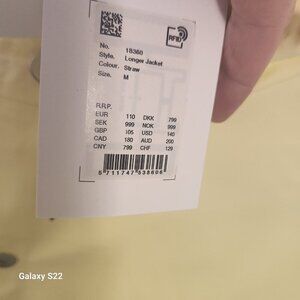 RFID
No. 18360
Style. Longer Jacket
Colour. Straw
Size. M
R.R.P.
EUR 110 DKK 799
SEK 999 NOK 999
GBP 105 USD 140
CAD 180 AUD 200
CNY 799 CHF 129
5 711747 538606
Galaxy S22